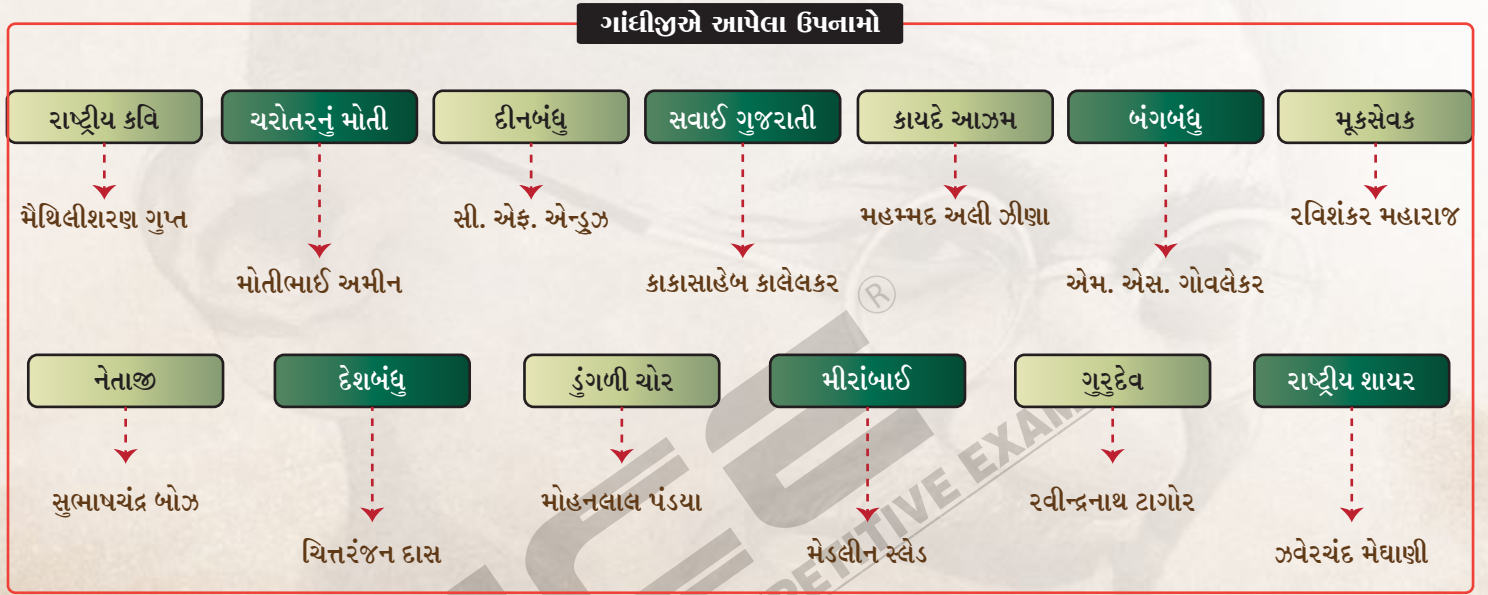 ગાંધીજીએ આપેલા ઉપનામો
રાષ્ટ્રીય કવિ
ચરોતરનું મોતી
દીનબંધુ
સવાઈ ગુજરાતી
કાયદે આઝમ
બંગબંધુ
મૂકસેવક
મૈથિલીશરણ ગુપ્ત
મોતીભાઈ અમીન
સી. એફ. એન્ડ્રુઝ
કાકાસાહેબ કાલેલકર
મહમ્મદ અલી ઝીણા
એમ. એસ. ગોવલેકર
રવિશંકર મહારાજ
નેતાજી
દેશબંધુ
ડુંગળી ચોર
મીરાંબાઈ
ગુરુદેવ
રાષ્ટ્રીય શાયર
સુભાષચંદ્ર બોઝ
ચિત્તરંજન દાસ
મોહનલાલ પંડયા
મેડલીન સ્લેડ
રવીન્દ્રનાથ ટાગોર
ઝવેરચંદ મેઘાણી
®